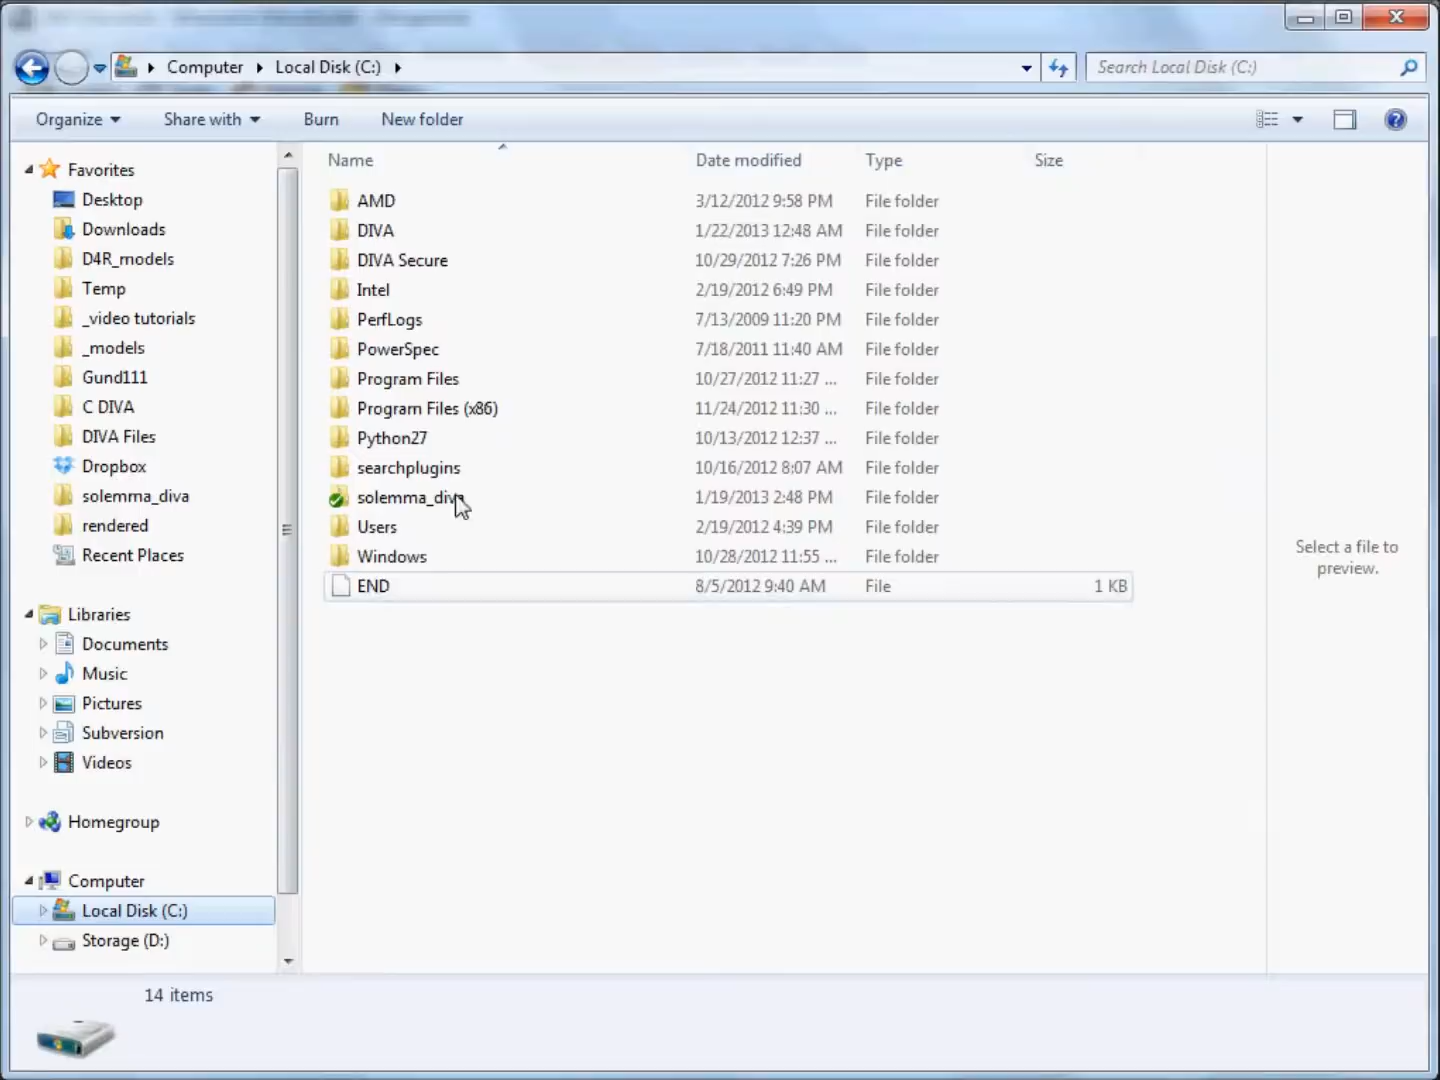 Computer Local Disk (C:) Search Local Disk (C:)
Organize Share with Burn New folder
Name Date modified Type Size
Favorites
Desktop
Downloads
D4R_models
Temp
_video tutorials
_models
Gund111
C DIVA
DIVA Files
Dropbox
solemma_diva
rendered
Recent Places
Libraries
Documents
Music
Pictures
Subversion
Videos
Homegroup
Computer
Local Disk (C:)
Storage (D:)
AMD 3/12/2012 9:58 PM File folder
DIVA 1/22/2013 12:48 AM File folder
DIVA Secure 10/29/2012 7:26 PM File folder
Intel 2/19/2012 6:49 PM File folder
PerfLogs 7/13/2009 11:20 PM File folder
PowerSpec 7/18/2011 11:40 AM File folder
Program Files 10/27/2012 11:27 ... File folder
Program Files (x86) 11/24/2012 11:30 ... File folder
Python27 10/13/2012 12:37 ... File folder
searchplugins 10/16/2012 8:07 AM File folder
solemma_diva 1/19/2013 2:48 PM File folder
Users 2/19/2012 4:39 PM File folder
Windows 10/28/2012 11:55 ... File folder
END 8/5/2012 9:40 AM File 1 KB
Select a file to
preview.
14 items